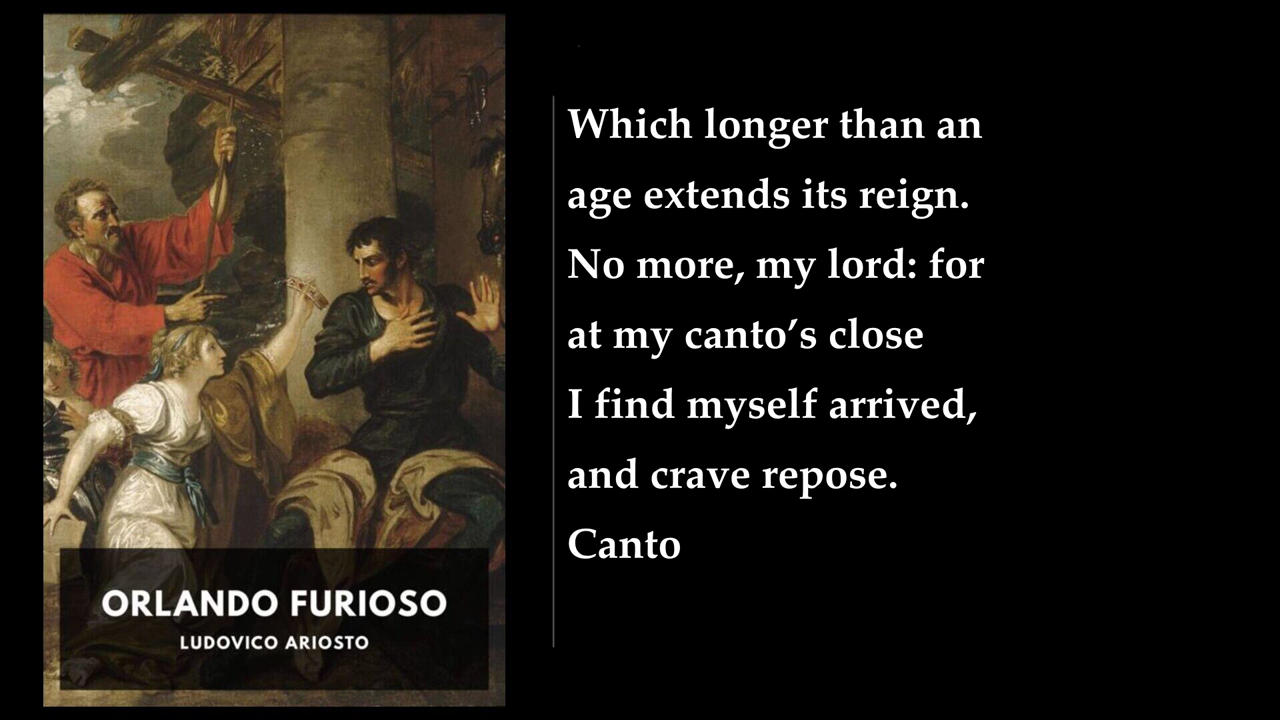 Which longer than an
age extends its reign.
No more, my lord: for
at my canto’s close
I find myself arrived,
and crave repose.
Canto
ORLANDO FURIOSO
LUDOVICO ARIOSTO